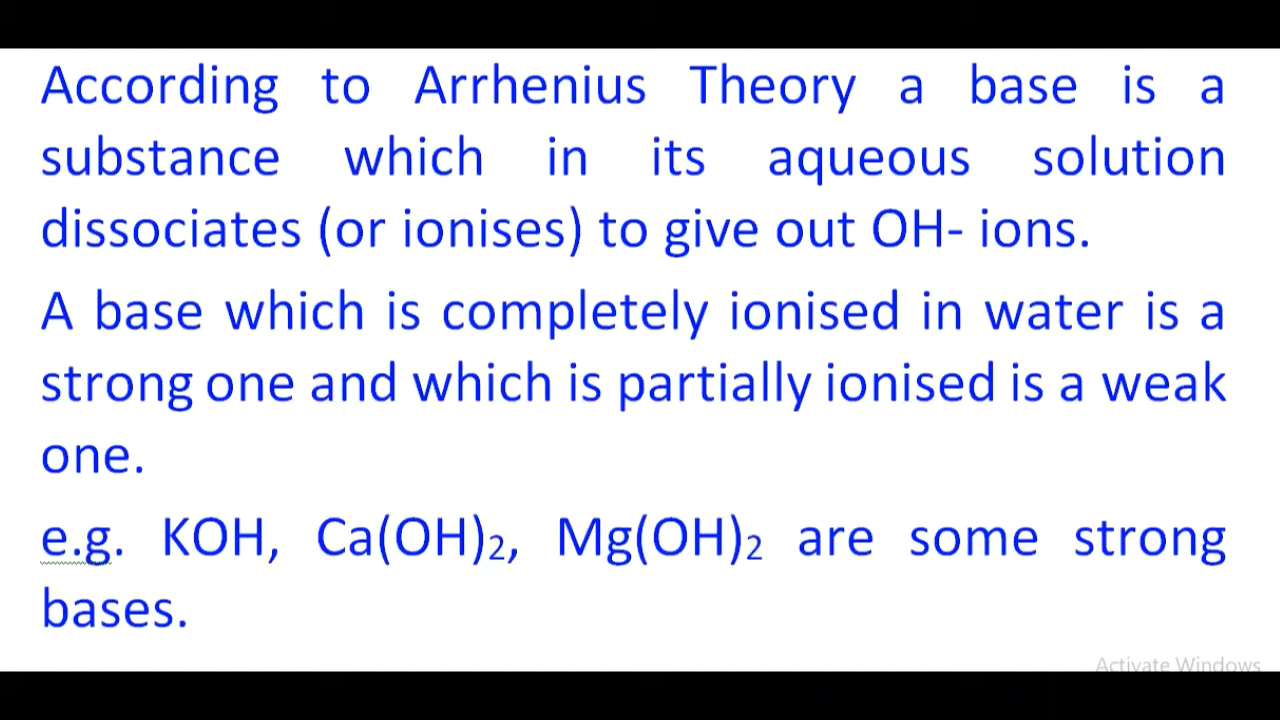 According to Arrhenius Theory a base is a
substance which in its aqueous solution
dissociates (or ionises) to give out OH- ions.
A base which is completely ionised in water is a
strong one and which is partially ionised is a weak
one.
e.g. KOH, Ca(OH)₂, Mg(OH)₂ are some strong
bases.
Activate Windows